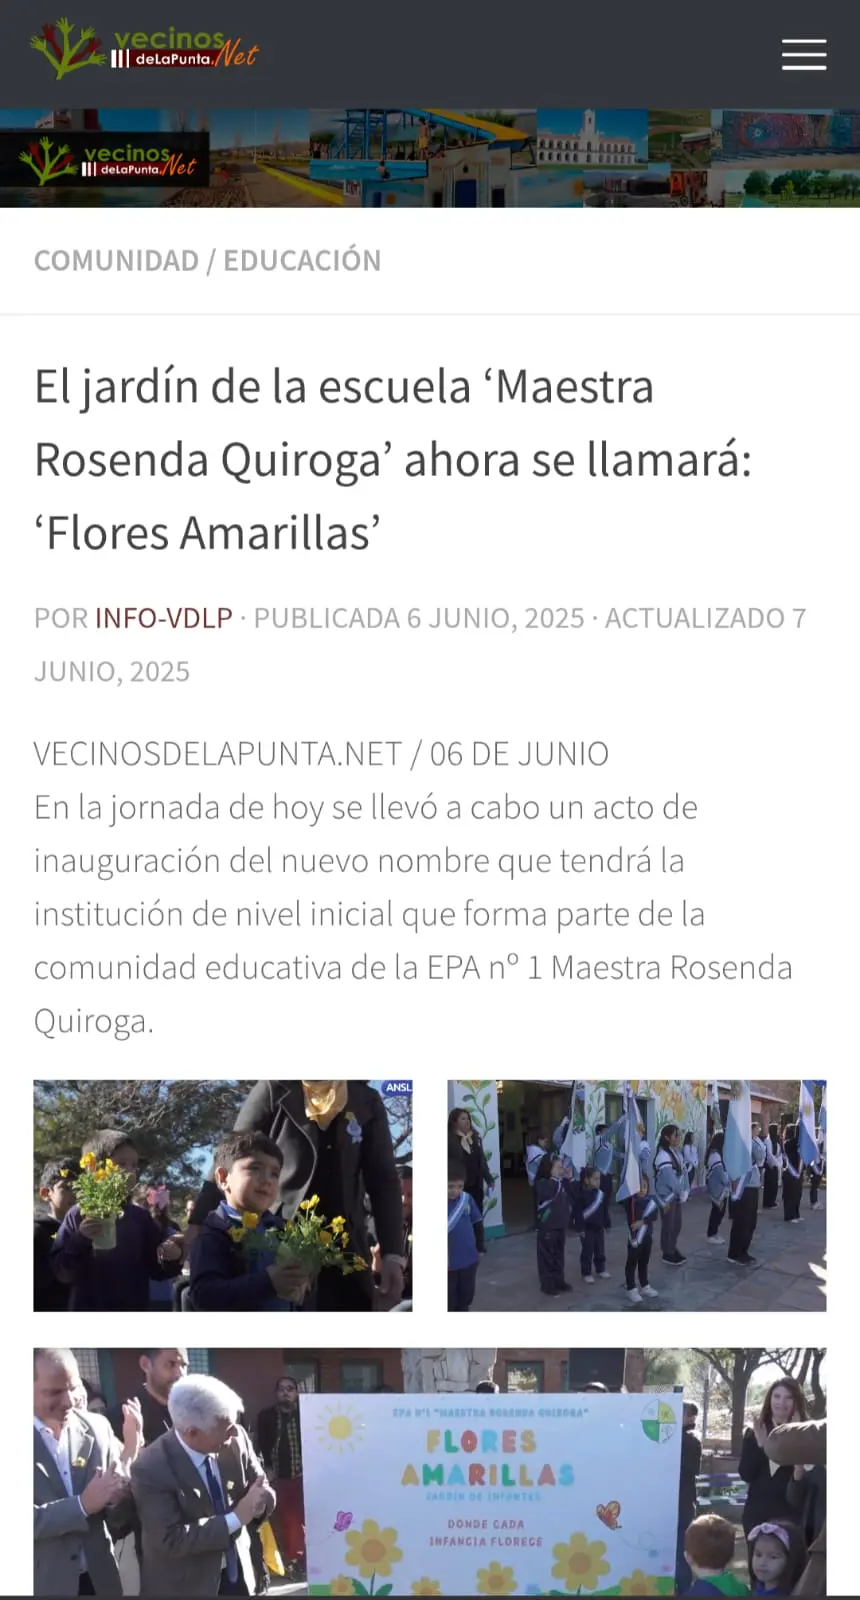 vecinos
deLaPunta.Net
vecinos
deLaPunta.Net
COMUNIDAD / EDUCACIÓN
El jardín de la escuela ‘Maestra
Rosenda Quiroga’ ahora se llamará:
‘Flores Amarillas’
POR INFO-VDLP · PUBLICADA 6 JUNIO, 2025 · ACTUALIZADO 7
JUNIO, 2025
VECINOSDELAPUNTA.NET / 06 DE JUNIO
En la jornada de hoy se llevó a cabo un acto de
inauguración del nuevo nombre que tendrá la
institución de nivel inicial que forma parte de la
comunidad educativa de la EPA nº 1 Maestra Rosenda
Quiroga.
ANSL
EPA Nº1 "MAESTRA ROSENDA QUIROGA"
FLORES
AMARILLAS
JARDÍN DE INFANTES
DONDE CADA
INFANCIA FLORECE